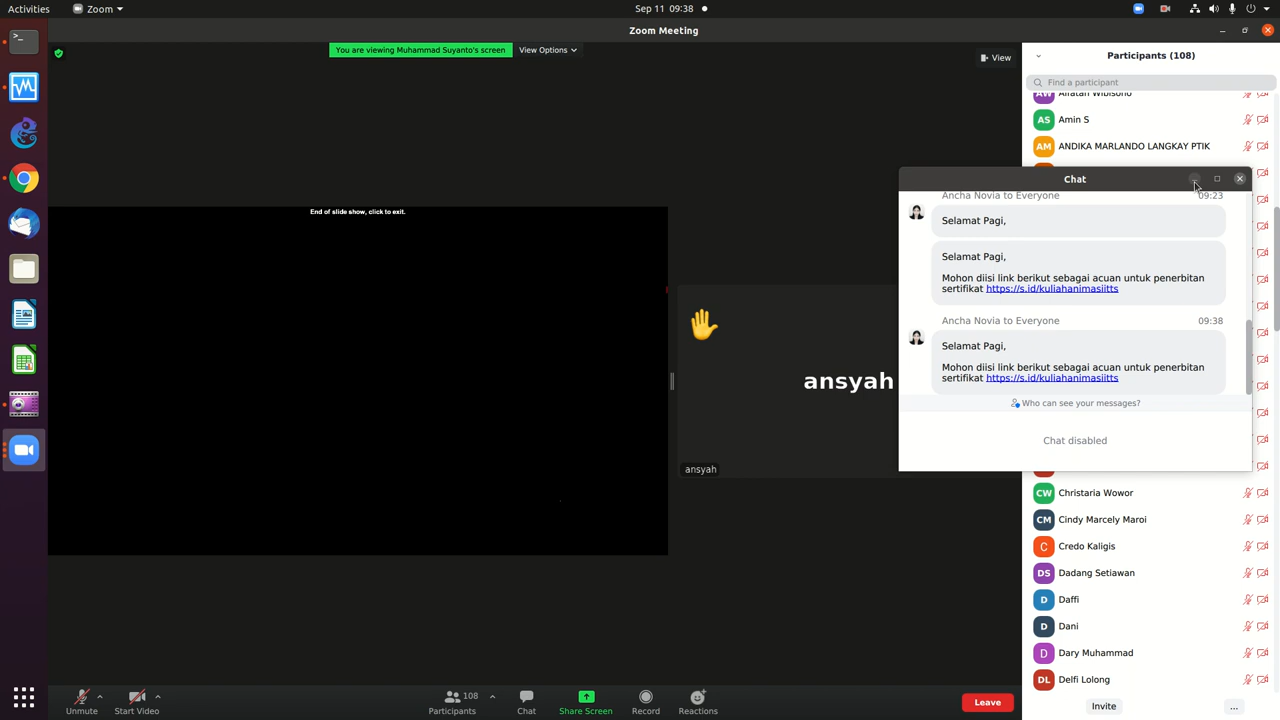 Activities
Zoom
Sep 11 09:38
Zoom Meeting
You are viewing Muhammad Suyanto's screen
View Options
View
Participants (108)
Find a participant
Alfatan Wibisono
AS Amin S
AM ANDIKA MARLANDO LANGKAY PTIK
Chat
Ancha Novia to Everyone 09:23
Selamat Pagi,
Selamat Pagi,
Mohon diisi link berikut sebagai acuan untuk penerbitan
sertifikat https://s.id/kuliahanimasiitts
Ancha Novia to Everyone 09:38
Selamat Pagi,
Mohon diisi link berikut sebagai acuan untuk penerbitan
sertifikat https://s.id/kuliahanimasiitts
Who can see your messages?
Chat disabled
End of slide show, click to exit.
ansyah
ansyah
CW Christaria Wowor
CM Cindy Marcely Maroi
C Credo Kaligis
DS Dadang Setiawan
D Daffi
D Dani
D Dary Muhammad
DL Delfi Lolong
Unmute
Start Video
108
Participants
Chat
Share Screen
Record
Reactions
Leave
Invite
...